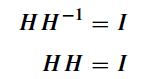 HH⁻¹ = I
HH = I